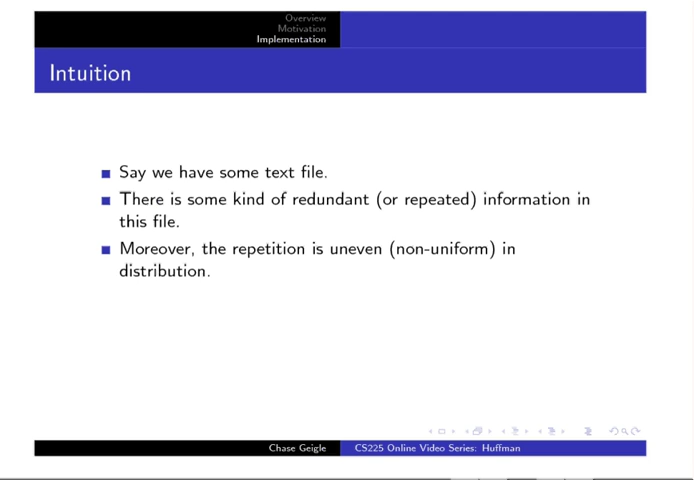 Overview
Motivation
Implementation
Intuition
Say we have some text file.
There is some kind of redundant (or repeated) information in
this file.
Moreover, the repetition is uneven (non-uniform) in
distribution.
Chase Geigle
CS225 Online Video Series: Huffman